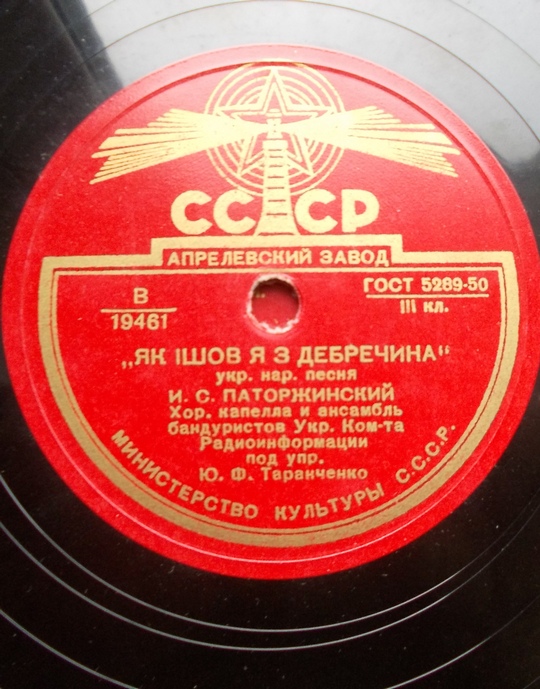 СССР
АПРЕЛЕВСКИЙ ЗАВОД
В
19461
ГОСТ 5289-50
III кл.
„ЯК ІШОВ Я З ДЕБРЕЧИНА“
укр. нар. песня
И. С. ПАТОРЖИНСКИЙ
Хор. капелла и ансамбль
бандуристов Укр. Ком-та
Радиоинформации
под упр.
Ю. Ф. Таранченко
МИНИСТЕРСТВО КУЛЬТУРЫ С.С.С.Р.